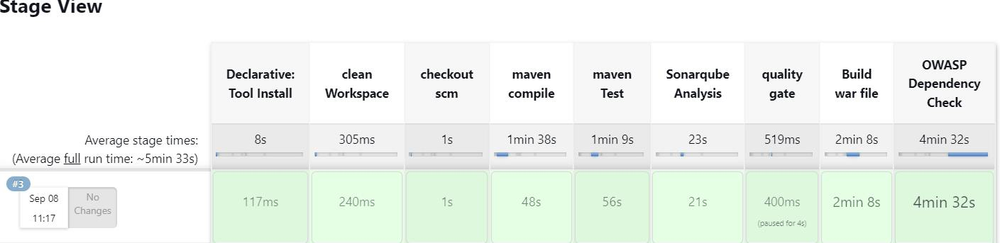 Stage View
Declarative: Tool Install
clean Workspace
checkout scm
maven compile
maven Test
Sonarqube Analysis
quality gate
Build war file
OWASP Dependency Check
Average stage times:
(Average full run time: ~5min 33s)
8s
305ms
1s
1min 38s
1min 9s
23s
519ms
2min 8s
4min 32s
#3
Sep 08
11:17
No
Changes
117ms
240ms
1s
48s
56s
21s
400ms
(paused for 4s)
2min 8s
4min 32s